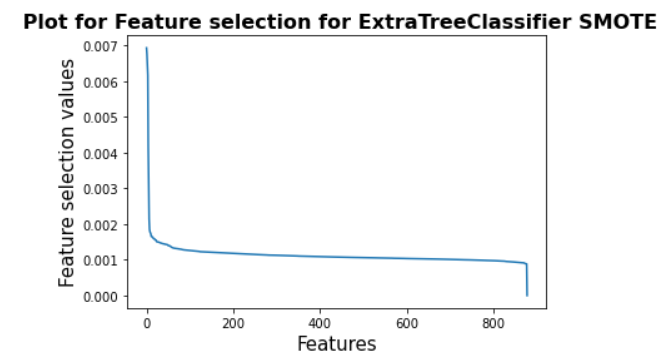 Plot for Feature selection for ExtraTreeClassifier SMOTE
Feature selection values
0.007
0.006
0.005
0.004
0.003
0.002
0.001
0.000
0 200 400 600 800
Features